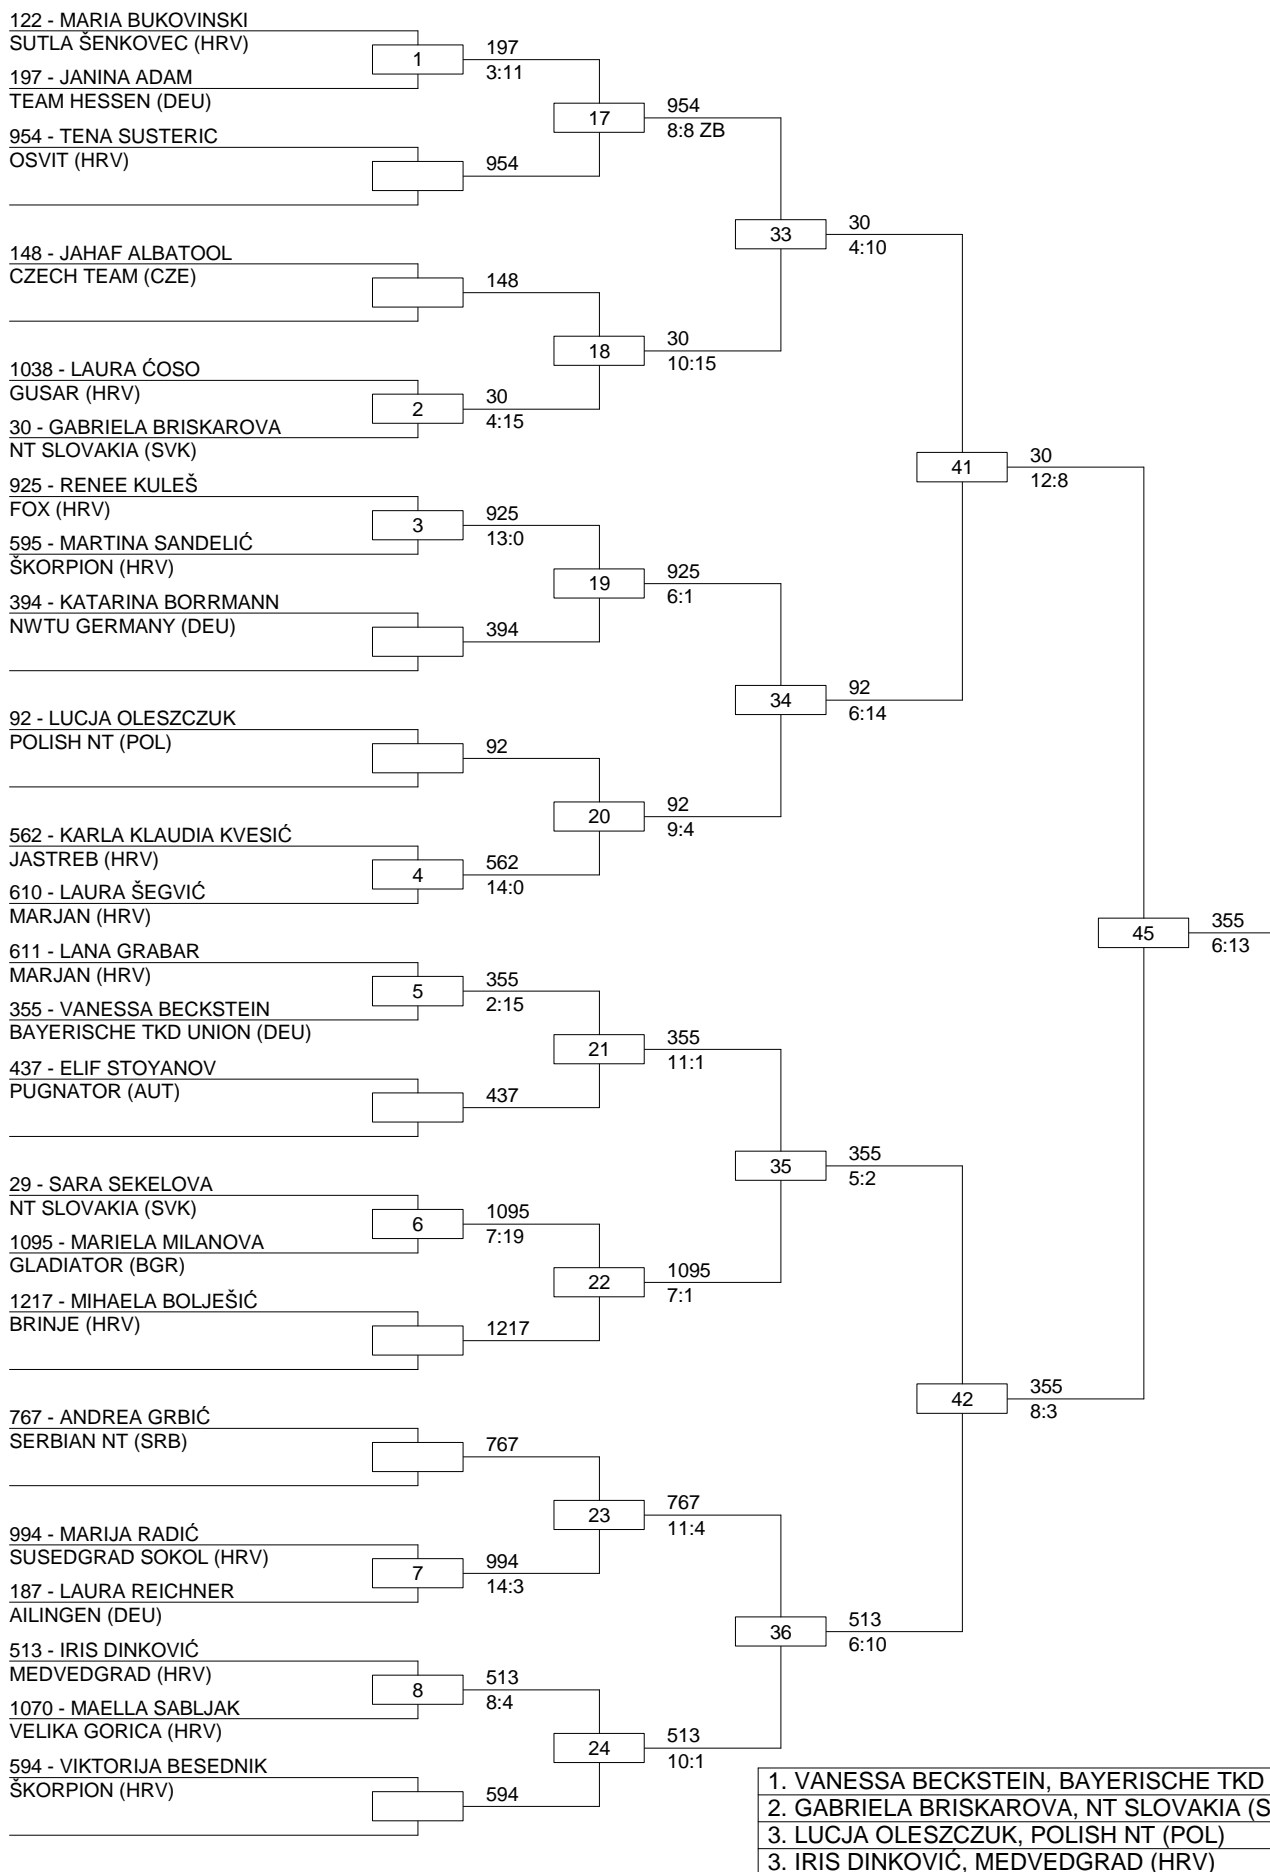 122 - MARIA BUKOVINSKI
SUTLA ŠENKOVEC (HRV)
1
197
3:11
197 - JANINA ADAM
TEAM HESSEN (DEU)
17
954
8:8 ZB
954 - TENA SUSTERIC
OSVIT (HRV)
954
33
30
4:10
148 - JAHAF ALBATOOL
CZECH TEAM (CZE)
148
18
30
10:15
1038 - LAURA ĆOSO
GUSAR (HRV)
2
30
4:15
30 - GABRIELA BRISKAROVA
NT SLOVAKIA (SVK)
41
30
12:8
925 - RENEE KULEŠ
FOX (HRV)
3
925
13:0
595 - MARTINA SANDELIĆ
ŠKORPION (HRV)
19
925
6:1
394 - KATARINA BORRMANN
NWTU GERMANY (DEU)
394
34
92
6:14
92 - LUCJA OLESZCZUK
POLISH NT (POL)
92
20
92
9:4
562 - KARLA KLAUDIA KVESIĆ
JASTREB (HRV)
4
562
14:0
610 - LAURA ŠEGVIĆ
MARJAN (HRV)
45
355
6:13
611 - LANA GRABAR
MARJAN (HRV)
5
355
2:15
355 - VANESSA BECKSTEIN
BAYERISCHE TKD UNION (DEU)
21
355
11:1
437 - ELIF STOYANOV
PUGNATOR (AUT)
437
35
355
5:2
29 - SARA SEKELOVA
NT SLOVAKIA (SVK)
6
1095
7:19
1095 - MARIELA MILANOVA
GLADIATOR (BGR)
22
1095
7:1
1217 - MIHAELA BOLJEŠIĆ
BRINJE (HRV)
1217
42
355
8:3
767 - ANDREA GRBIĆ
SERBIAN NT (SRB)
767
23
767
11:4
994 - MARIJA RADIĆ
SUSEDGRAD SOKOL (HRV)
7
994
14:3
187 - LAURA REICHNER
AILINGEN (DEU)
36
513
6:10
513 - IRIS DINKOVIĆ
MEDVEDGRAD (HRV)
8
513
8:4
1070 - MAELLA SABLJAK
VELIKA GORICA (HRV)
24
513
10:1
594 - VIKTORIJA BESEDNIK
ŠKORPION (HRV)
594
1. VANESSA BECKSTEIN, BAYERISCHE TKD
2. GABRIELA BRISKAROVA, NT SLOVAKIA (S
3. LUCJA OLESZCZUK, POLISH NT (POL)
3. IRIS DINKOVIĆ, MEDVEDGRAD (HRV)